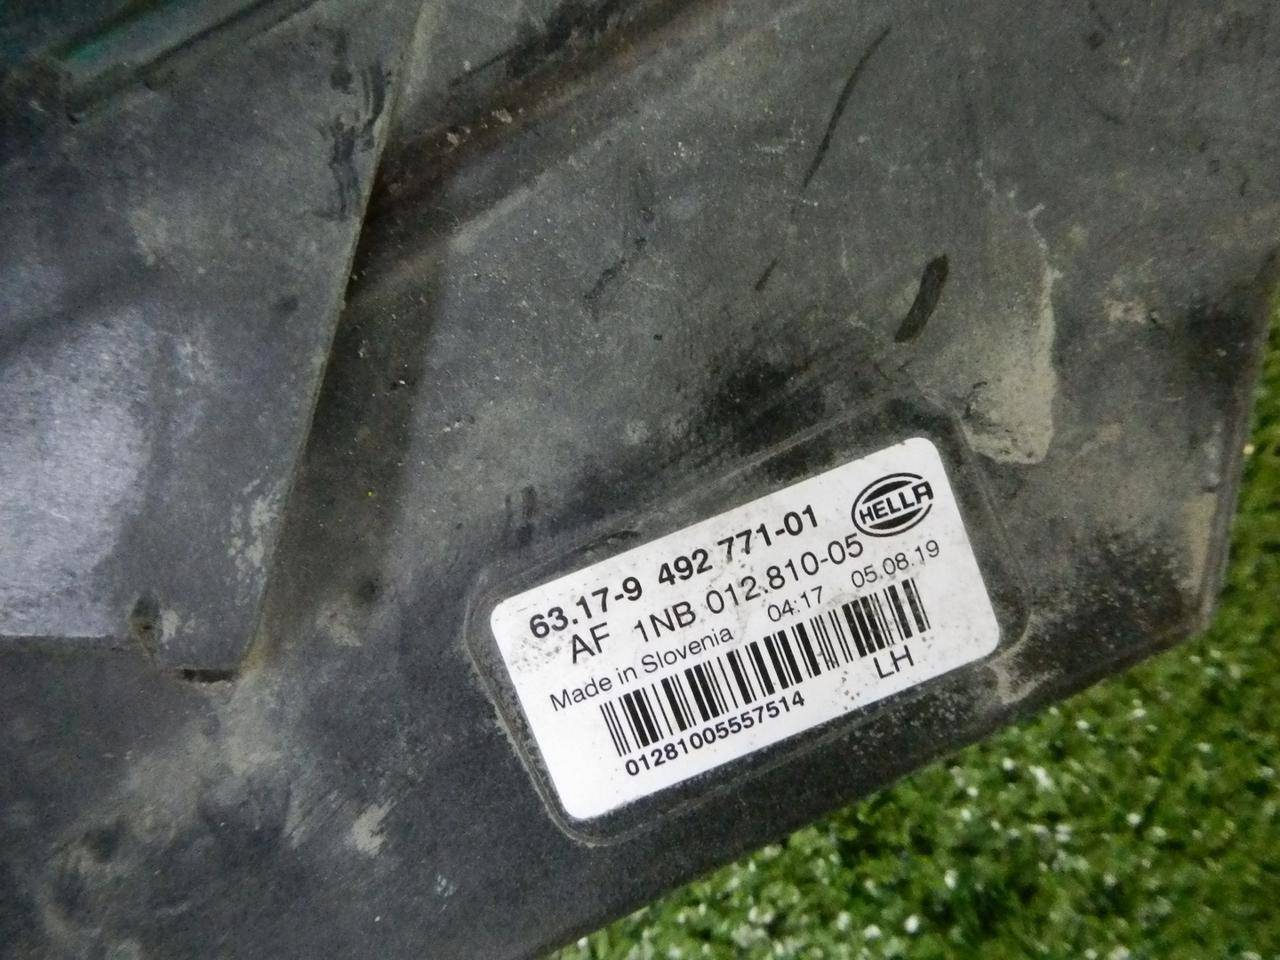 63.17-9 492 771-01
HELLA
AF 1NB 012.810-05
Made in Slovenia 04:17 05.08.19
01281005557514
LH